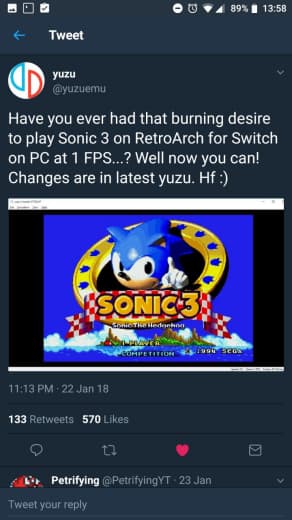 89% 13:58
Tweet
yuzu
@yuzuemu
Have you ever had that burning desire
to play Sonic 3 on RetroArch for Switch
on PC at 1 FPS...? Well now you can!
Changes are in latest yuzu. Hf :)
SONIC 3
Sonic The Hedgehog
1 PLAYER
COMPETITION © 1994 SEGA
11:13 PM · 22 Jan 18
133 Retweets 570 Likes
Petrifying @PetrifyingYT · 23 Jan
Tweet your reply